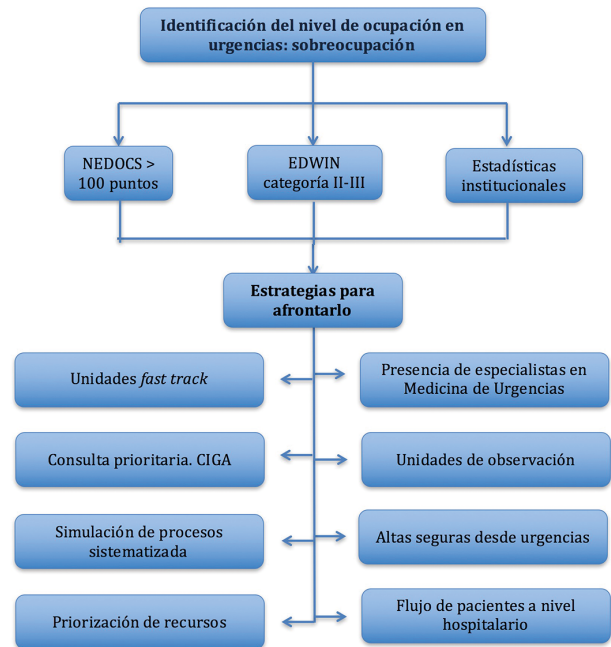 Identificación del nivel de ocupación en
urgencias: sobreocupación
NEDOCS >
100 puntos
EDWIN
categoría II-III
Estadísticas
institucionales
Estrategias para
afrontarlo
Unidades fast track
Presencia de especialistas en
Medicina de Urgencias
Consulta prioritaria. CIGA
Unidades de observación
Simulación de procesos
sistematizada
Altas seguras desde urgencias
Priorización de recursos
Flujo de pacientes a nivel
hospitalario